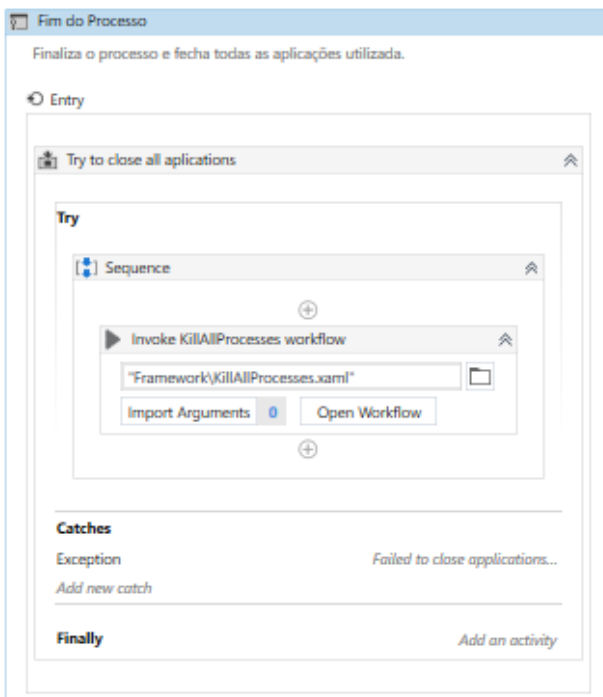 Fim do Processo
Finaliza o processo e fecha todas as aplicações utilizada.
Entry
Try to close all aplications
Try
Sequence
Invoke KillAllProcesses workflow
"Framework\KillAllProcesses.xaml"
Import Arguments 0 Open Workflow
Catches
Exception Failed to close applications...
Add new catch
Finally Add an activity